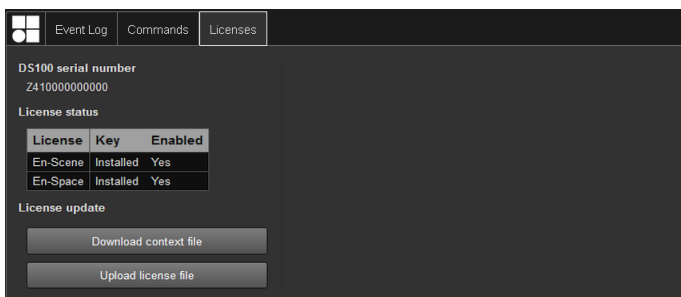 Event Log Commands Licenses
DS100 serial number
Z410000000000
License status
License Key Enabled
En-Scene Installed Yes
En-Space Installed Yes
License update
Download context file
Upload license file